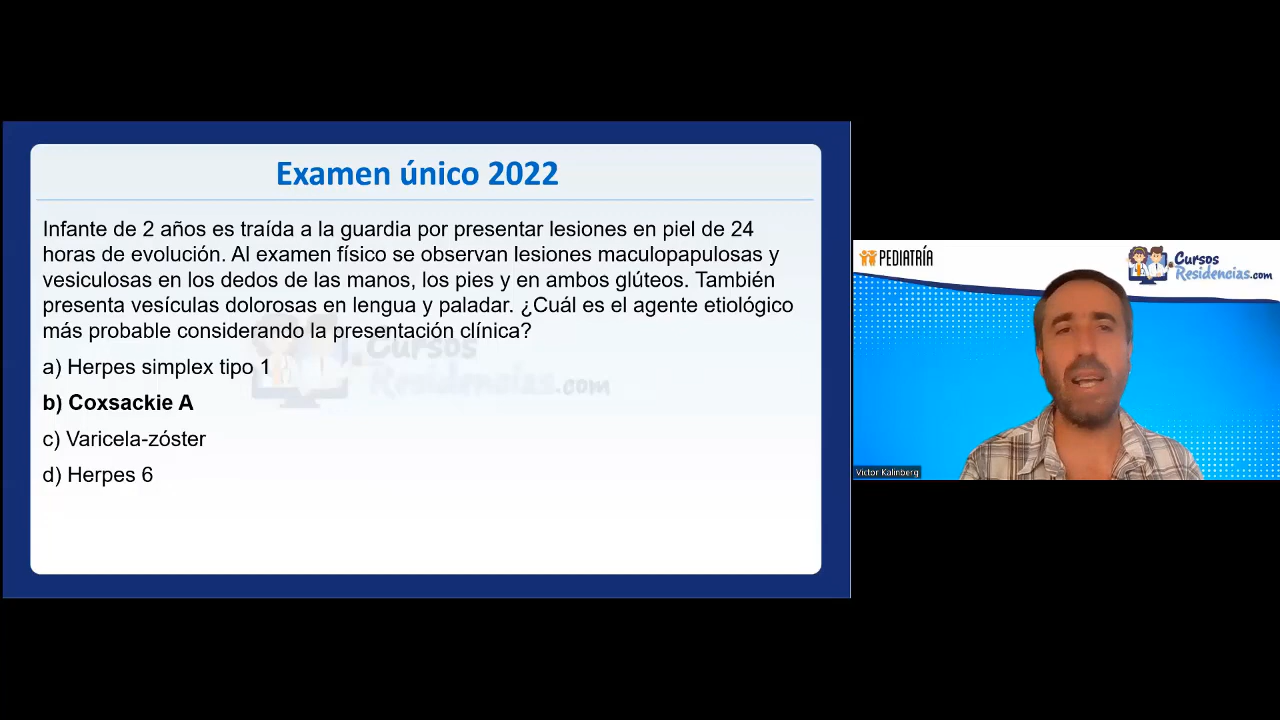 Examen único 2022
Infante de 2 años es traída a la guardia por presentar lesiones en piel de 24
horas de evolución. Al examen físico se observan lesiones maculopapulosas y
vesiculosas en los dedos de las manos, los pies y en ambos glúteos. También
presenta vesículas dolorosas en lengua y paladar. ¿Cuál es el agente etiológico
más probable considerando la presentación clínica?
a) Herpes simplex tipo 1
b) Coxsackie A
c) Varicela-zóster
d) Herpes 6
Cursos
Residencias.com
PEDIATRÍA
Cursos
Residencias.com
Victor Kalinberg